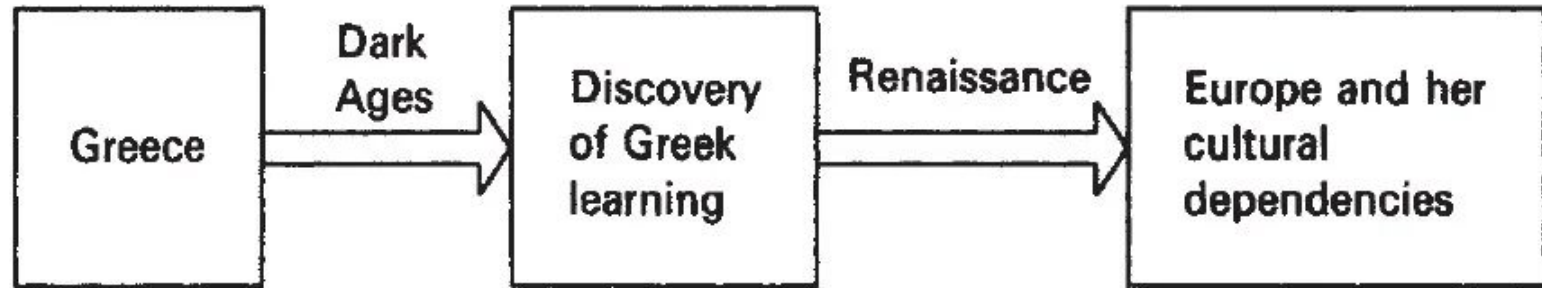 Greece
Dark
Ages
Discovery
of Greek
learning
Renaissance
Europe and her
cultural
dependencies